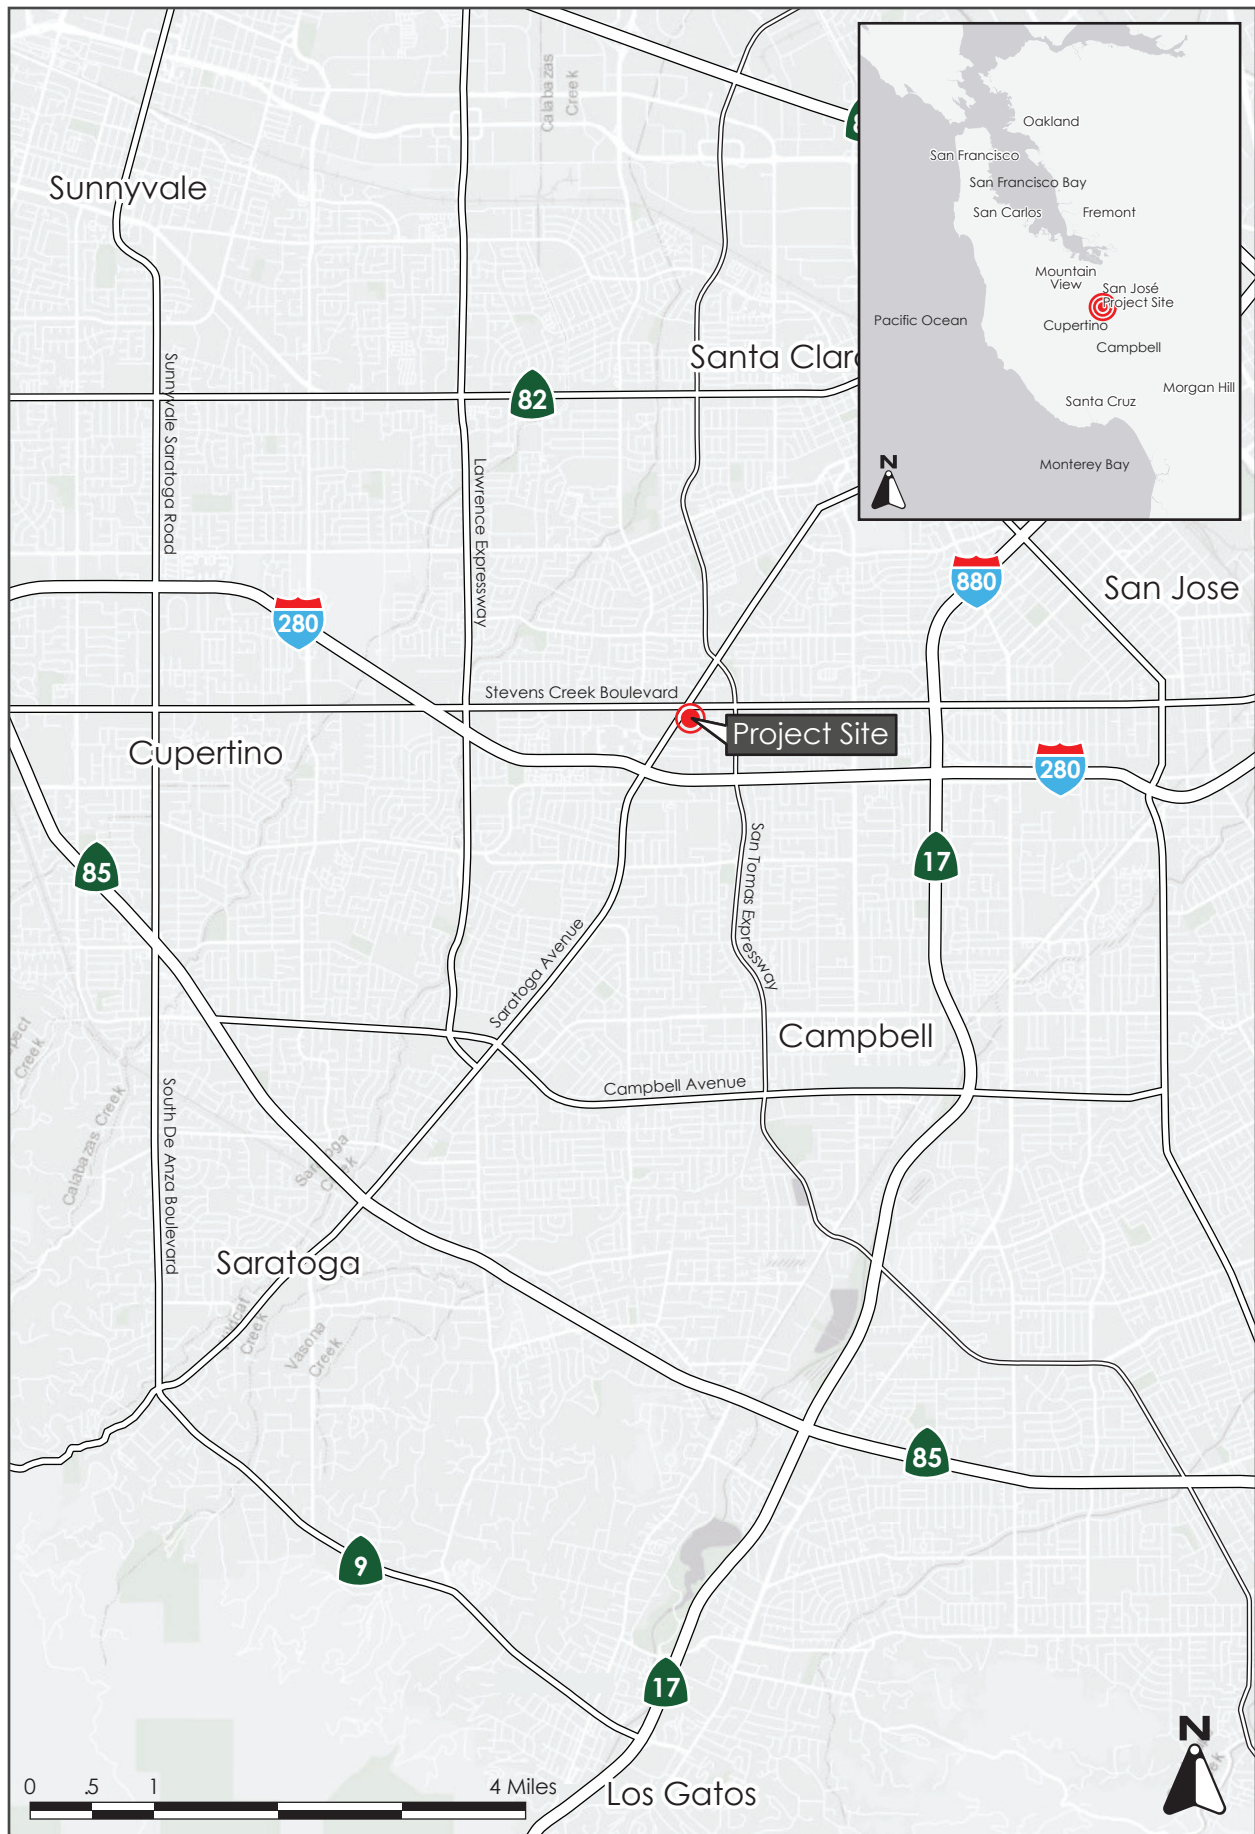 Calabazas
Creek
Sunnyvale
Oakland
San Francisco
San Francisco Bay
San Carlos
Fremont
Mountain
View
San José
Project Site
Pacific Ocean
Cupertino
Campbell
Morgan Hill
Santa Cruz
Monterey Bay
N
Santa Clar
82
Sunnyvale Saratoga Road
Lawrence Expressway
880
San Jose
280
Stevens Creek Boulevard
Project Site
Cupertino
280
85
17
San Tomas Expressway
Saratoga Avenue
Creek
Campbell
Campbell Avenue
Calabazas Creek
South De Anza Boulevard
Saratoga
Creek
Saratoga
Creek
Vasona
Creek
85
9
17
N
0 .5 1 4 Miles
Los Gatos